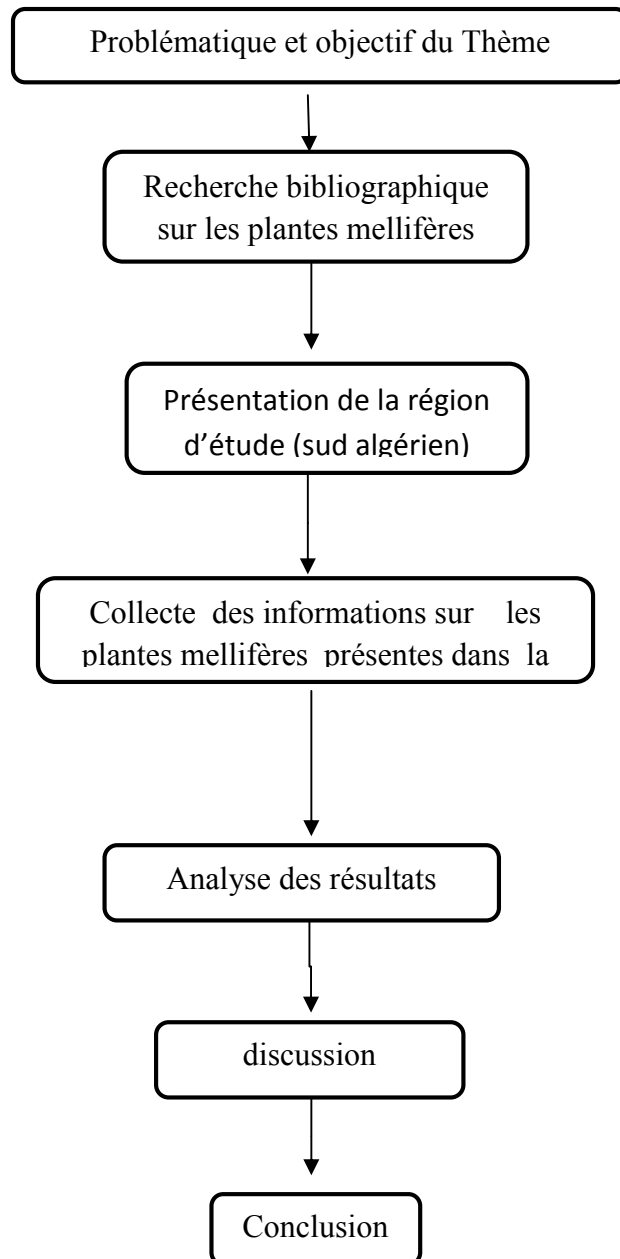 Problématique et objectif du Thème
Recherche bibliographique
sur les plantes mellifères
Présentation de la région
d’étude (sud algérien)
Collecte des informations sur les
plantes mellifères présentes dans la
Analyse des résultats
discussion
Conclusion